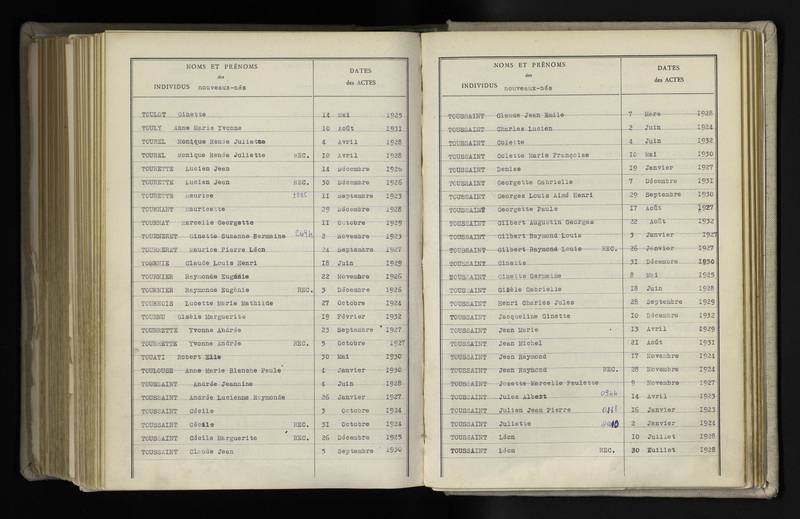 NOMS ET PRÉNOMS
des
INDIVIDUS nouveaux-nés
DATES
des ACTES
TOULOT Ginette 14 Mai 1925
TOULY Anne Marie Yvonne 10 Août 1931
TOUREL Monique Renée Juliette 4 Avril 1928
TOUREL Monique Renée Juliette REC. 10 Avril 1928
TOURETTE Lucien Jean 14 Décembre 1926
TOURETTE Lucien Jean REC. 30 Décembre 1926
TOURETTE Maurice 11 Septembre 1923
TOURNANT Mauricette 29 Décembre 1928
TOURNAY Marcelle Georgette 11 Octobre 1929
TOURNERET Ginette Suzanne Germaine 2 Novembre 1923
TOURNERET Maurice Pierre Léon 24 Septembre 1927
Claude Louis Henri 18 Juin 1929
TOURNIER Raymonde Eugénie 22 Novembre 1926
TOURNIER Raymonde Eugénie REC. 3 Décembre 1926
TOURNOIS Lucette Marie Mathilde 27 Octobre 1924
TOURNU Gisèle Marguerite 19 Février 1932
TOURRETTE Yvonne Andrée 23 Septembre 1927
TOURRETTE Yvonne Andrée REC. 5 Octobre 1927
TOUATI Robert Elie 30 Mai 1930
TOULOUSE Anne Marie Blanche Paule 4 Janvier 1930
TOUSSAINT Andrée Jeannine 4 Juin 1928
TOUSSAINT Andrée Lucienne Raymonde 26 Janvier 1927
TOUSSAINT Cécile 3 Octobre 1924
TOUSSAINT Cécile REC. 31 Octobre 1924
TOUSSAINT Cécile Marguerite REC. 26 Décembre 1925
TOUSSAINT Claude Jean 5 Septembre 1930
NOMS ET PRÉNOMS
des
INDIVIDUS nouveaux-nés
DATES
des ACTES
TOUSSAINT Claude Jean Emile 7 Mars 1928
TOUSSAINT Charles Lucien 2 Juin 1924
TOUSSAINT Colette 4 Juin 1932
TOUSSAINT Colette Marie Françoise 10 Mai 1930
TOUSSAINT Denise 19 Janvier 1927
TOUSSAINT Georgette Gabrielle 7 Décembre 1931
TOUSSAINT Georges Louis Aimé Henri 29 Septembre 1930
TOUSSAINT Georgette Paule 17 Août 1927
TOUSSAINT Gilbert Augustin Georges 22 Août 1932
TOUSSAINT Gilbert Raymond Louis 3 Janvier 1927
TOUSSAINT Gilbert Raymond Louis REC. 26 Janvier 1927
TOUSSAINT Ginette 31 Décembre 1930
TOUSSAINT Ginette Germaine 8 Mai 1925
TOUSSAINT Gisèle Gabrielle 18 Juin 1928
TOUSSAINT Henri Charles Jules 28 Septembre 1929
TOUSSAINT Jacqueline Ginette 10 Décembre 1932
TOUSSAINT Jean Marie 13 Avril 1929
TOUSSAINT Jean Michel 21 Août 1931
TOUSSAINT Jean Raymond 17 Novembre 1924
TOUSSAINT Jean Raymond REC. 28 Novembre 1924
TOUSSAINT Josette Marcelle Paulette 9 Novembre 1927
TOUSSAINT Jules Albert 14 Avril 1923
TOUSSAINT Julien Jean Pierre 16 Janvier 1923
TOUSSAINT Juliette 2 Janvier 1924
TOUSSAINT Léon 10 Juillet 1928
TOUSSAINT Léon REC. 30 Juillet 1928